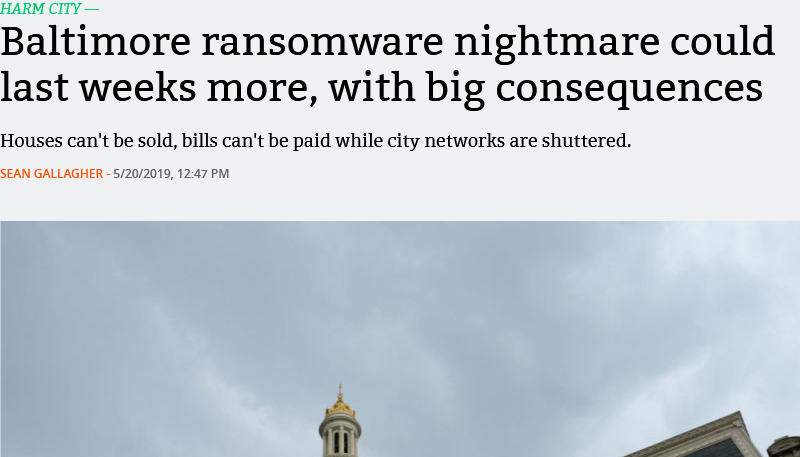 HARM CITY —
Baltimore ransomware nightmare could
last weeks more, with big consequences
Houses can't be sold, bills can't be paid while city networks are shuttered.
SEAN GALLAGHER - 5/20/2019, 12:47 PM